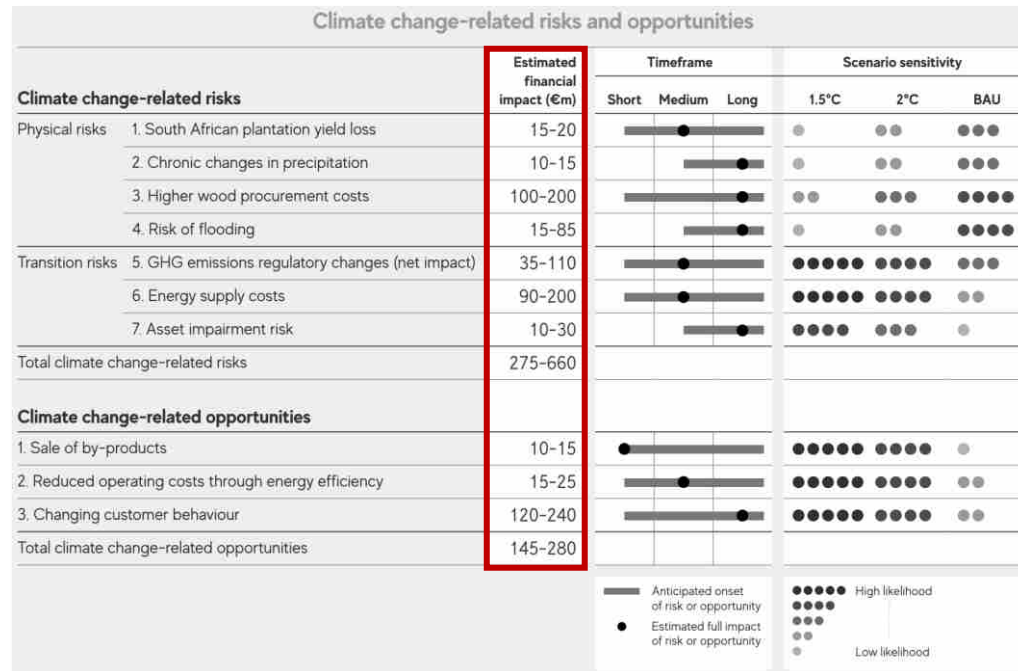 Climate change-related risks and opportunities
Estimated financial impact (€m)
Timeframe
Scenario sensitivity
Climate change-related risks
Short Medium Long 1.5°C 2°C BAU
Physical risks 1. South African plantation yield loss 15-20
2. Chronic changes in precipitation 10-15
3. Higher wood procurement costs 100-200
4. Risk of flooding 15-85
Transition risks 5. GHG emissions regulatory changes (net impact) 35-110
6. Energy supply costs 90-200
7. Asset impairment risk 10-30
Total climate change-related risks 275-660
Climate change-related opportunities
1. Sale of by-products 10-15
2. Reduced operating costs through energy efficiency 15-25
3. Changing customer behaviour 120-240
Total climate change-related opportunities 145-280
Anticipated onset
of risk or opportunity
Estimated full impact
of risk or opportunity
High likelihood
Low likelihood